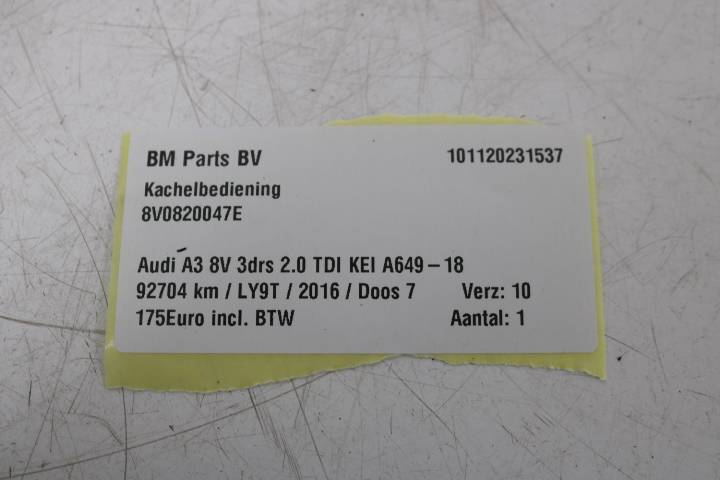 BM Parts BV 101120231537
Kachelbediening
8V0820047E
Audi A3 8V 3drs 2.0 TDI KEI A649-18
92704 km / LY9T / 2016 / Doos 7 Verz: 10
175Euro incl. BTW Aantal: 1